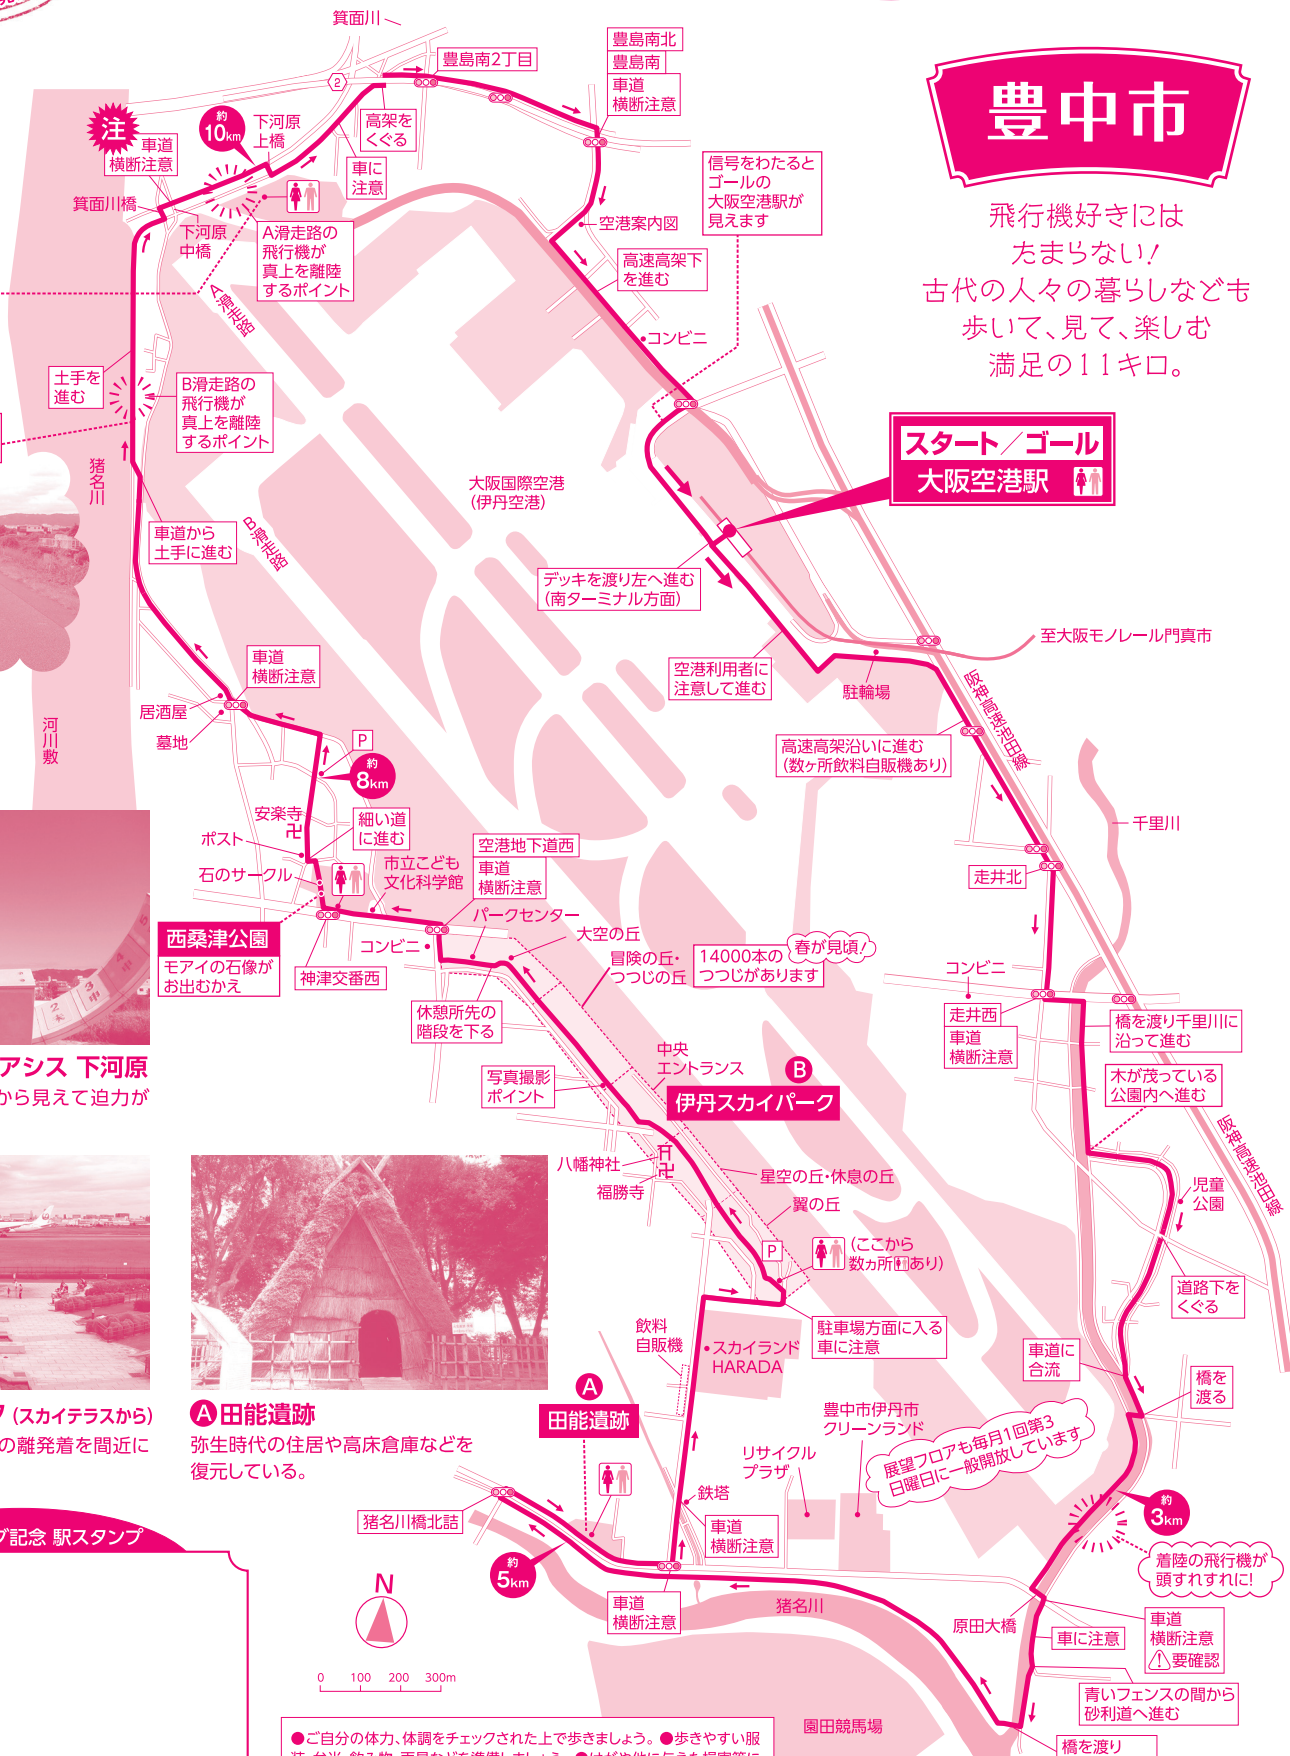 豊中市
飛行機好きには
たまらない！
古代の人々の暮らしなども
歩いて、見て、楽しむ
満足の11キロ。
スタート／ゴール
大阪空港駅
箕面川
豊島南2丁目
豊島南北
豊島南
車道
横断注意
2
高架を
くぐる
車に
注意
下河原
上橋
約
10km
注
車道
横断注意
箕面川橋
下河原
中橋
A滑走路の
飛行機が
真上を離陸
するポイント
A滑走路
信号をわたると
ゴールの
大阪空港駅が
見えます
空港案内図
高速高架下
を進む
コンビニ
土手を
進む
B滑走路の
飛行機が
真上を離陸
するポイント
猪名川
大阪国際空港
(伊丹空港)
B滑走路
車道から
土手に進む
デッキを渡り左へ進む
(南ターミナル方面)
至大阪モノレール門真市
空港利用者に
注意して進む
駐輪場
阪神高速池田線
車道
横断注意
居酒屋
墓地
河川敷
P
約
8km
高速高架沿いに進む
(数ヶ所飲料自販機あり)
千里川
安楽寺
卍
細い道
に進む
ポスト
石のサークル
市立こども
文化科学館
空港地下道西
車道
横断注意
走井北
パークセンター
西桑津公園
モアイの石像が
お出むかえ
コンビニ
神津交番西
大空の丘
冒険の丘・
つつじの丘
14000本の
つつじがあります
春が見頃！
コンビニ
走井西
車道
横断注意
橋を渡り千里川に
沿って進む
休憩所先の
階段を下る
中央
エントランス
写真撮影
ポイント
B
伊丹スカイパーク
木が茂っている
公園内へ進む
阪神高速池田線
アシス 下河原
から見えて迫力が
八幡神社
卍
福勝寺
星空の丘・休息の丘
翼の丘
児童
公園
P
(ここから
数ヵ所あり)
道路下を
くぐる
飲料
自販機
スカイランド
HARADA
駐車場方面に入る
車に注意
車道に
合流
橋を
渡る
(スカイテラスから)
の離発着を間近に
A田能遺跡
弥生時代の住居や高床倉庫などを
復元している。
A
田能遺跡
豊中市伊丹市
クリーンランド
リサイクル
プラザ
展望フロアも毎月1回第3
日曜日に一般開放しています
鉄塔
猪名川橋北詰
車道
横断注意
約
3km
着陸の飛行機が
頭すれすれに！
記念 駅スタンプ
約
5km
車道
横断注意
猪名川
原田大橋
車に注意
車道
横断注意
要確認
N
0 100 200 300m
青いフェンスの間から
砂利道へ進む
園田競馬場
橋を渡り
●ご自分の体力、体調をチェックされた上で歩きましょう。●歩きやすい服